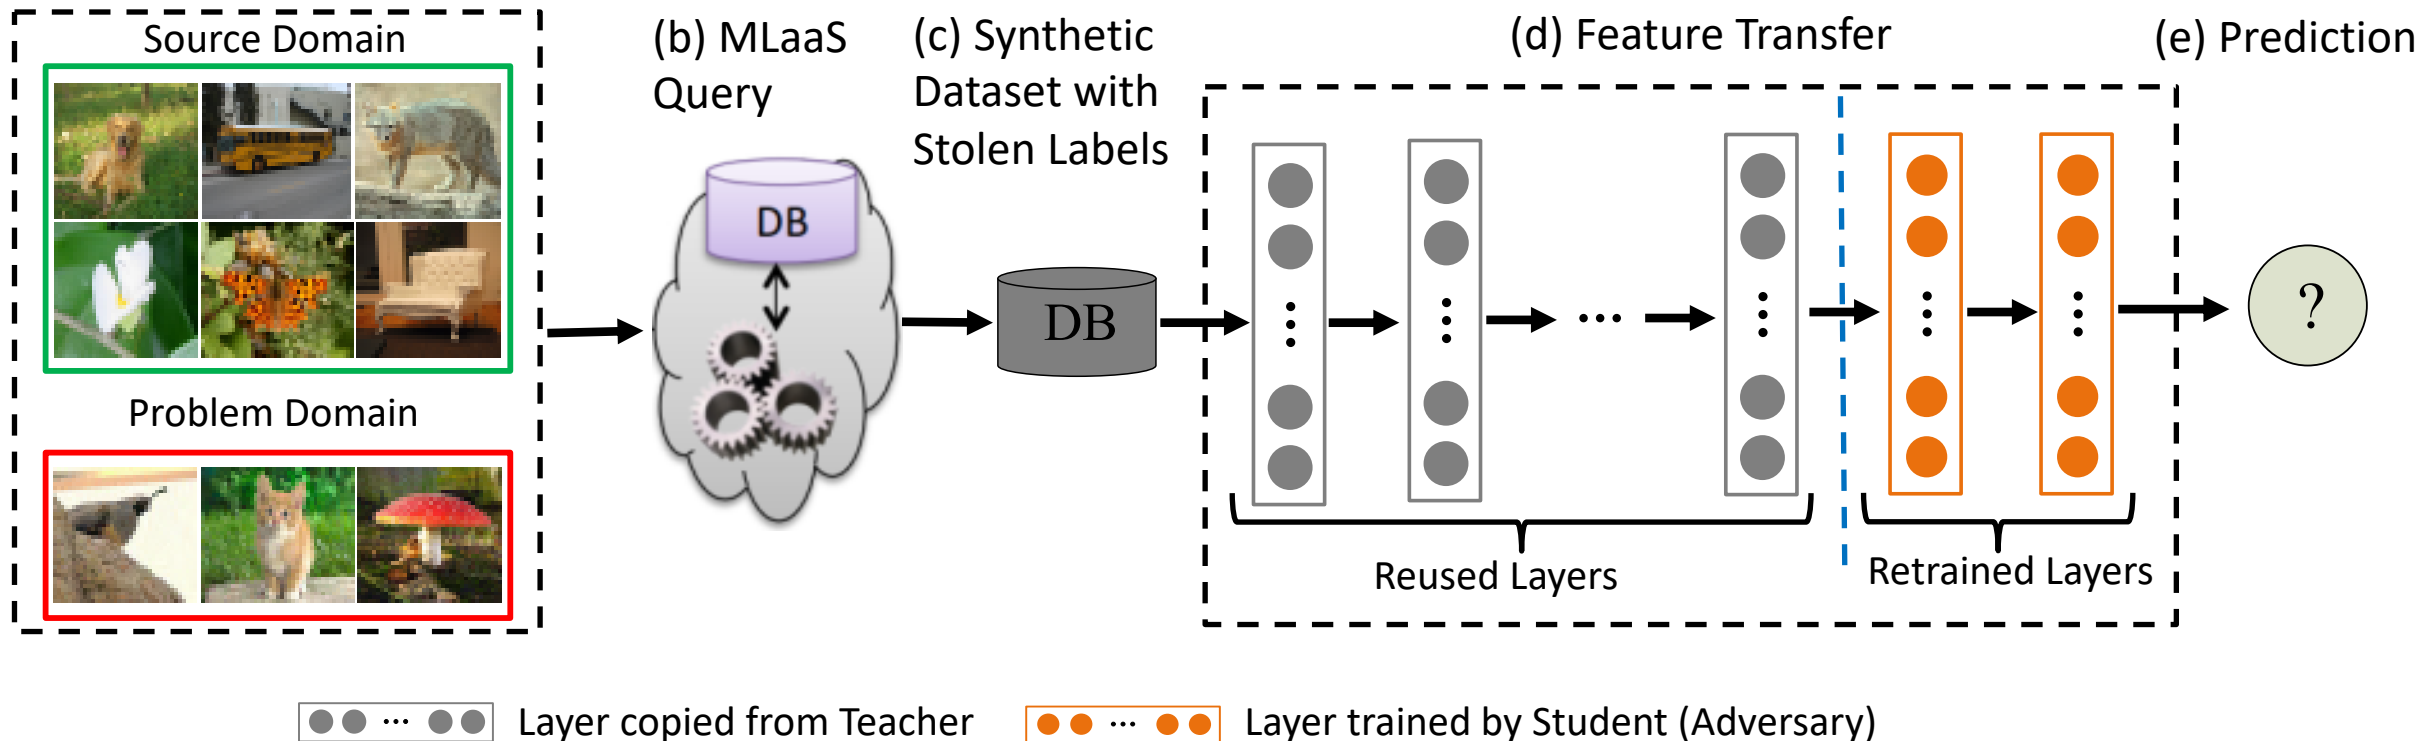 Source Domain
Problem Domain
(b) MLaaS
Query
DB
(c) Synthetic
Dataset with
Stolen Labels
DB
(d) Feature Transfer
...
Reused Layers
Retrained Layers
(e) Prediction
?
... Layer copied from Teacher
... Layer trained by Student (Adversary)